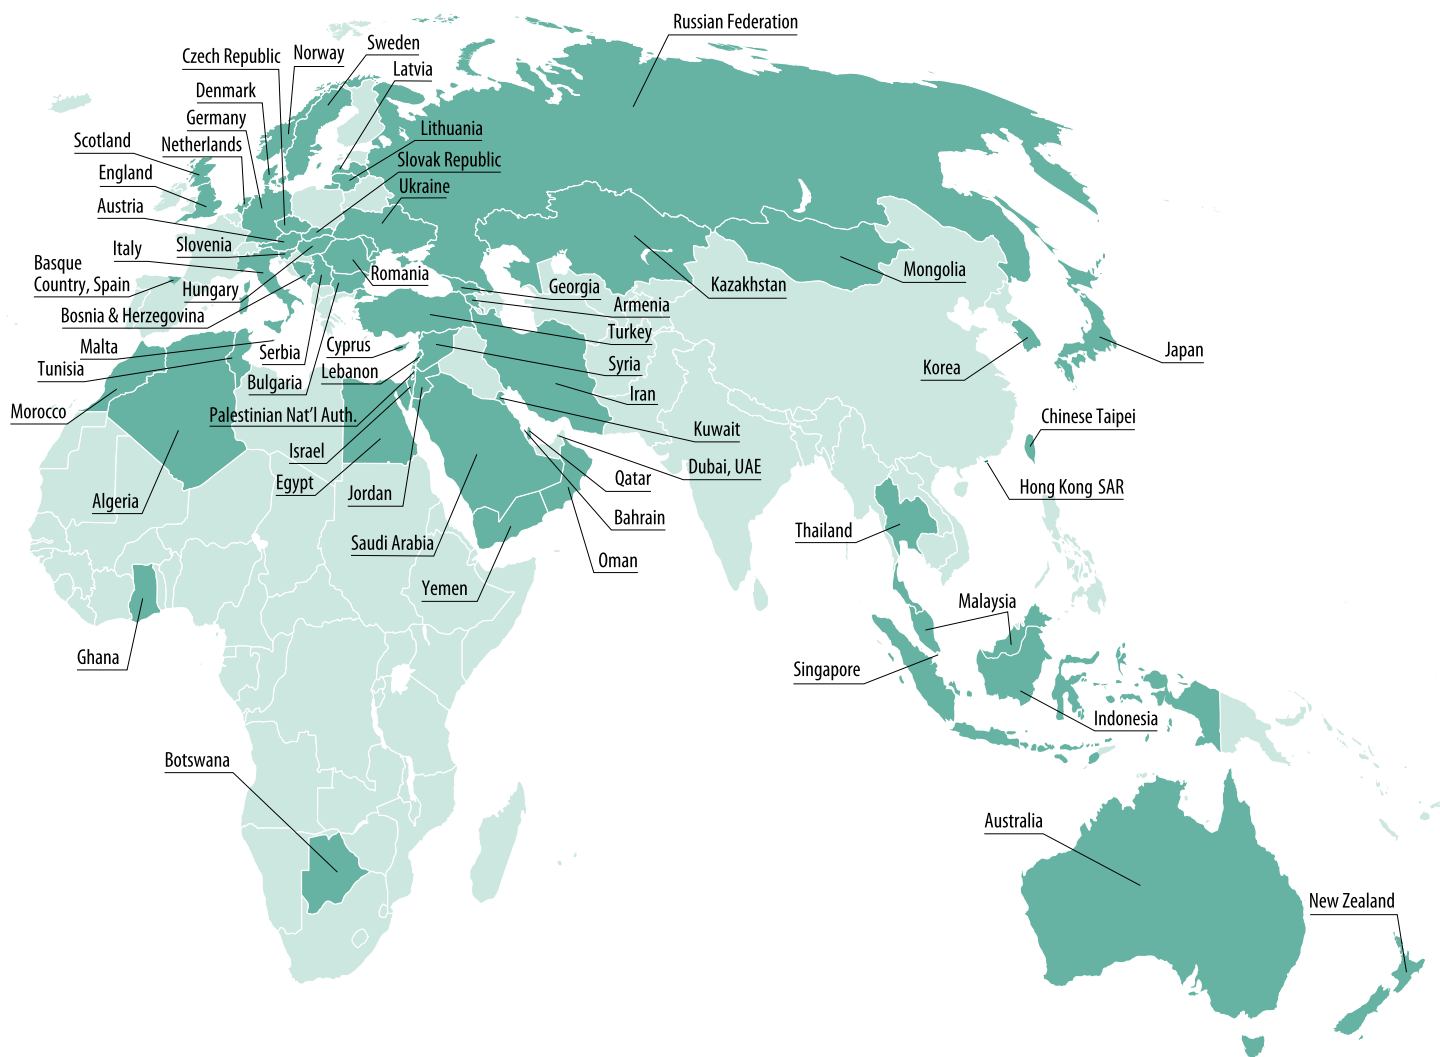 Russian Federation
Sweden
Norway
Czech Republic
Latvia
Denmark
Germany
Lithuania
Netherlands
Scotland
Slovak Republic
England
Ukraine
Austria
Slovenia
Italy
Basque
Country, Spain
Romania
Mongolia
Kazakhstan
Georgia
Hungary
Armenia
Bosnia & Herzegovina
Turkey
Malta
Serbia
Cyprus
Japan
Tunisia
Syria
Korea
Lebanon
Bulgaria
Iran
Morocco
Palestinian Nat’l Auth.
Chinese Taipei
Kuwait
Israel
Dubai, UAE
Qatar
Egypt
Jordan
Hong Kong SAR
Algeria
Bahrain
Thailand
Saudi Arabia
Oman
Yemen
Malaysia
Ghana
Singapore
Indonesia
Botswana
Australia
New Zealand